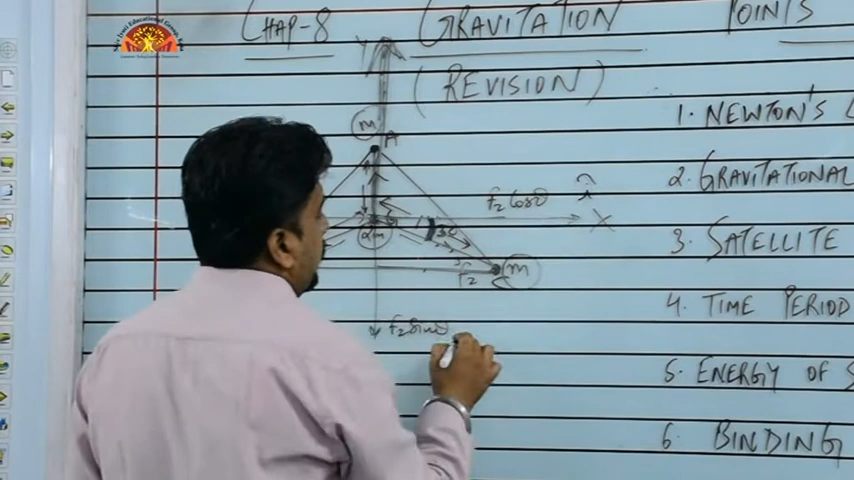 CHAP-8 GRAVITATION POINTS
(REVISION)
Y
m
A
1. NEWTON'S L
2. GRAVITATIONAL
F2 Cosθ
X
30
2m
3. SATELLITE
F2
m
C
4. TIME PERIOD
F2 Sinθ
5. ENERGY OF S
6. BINDING